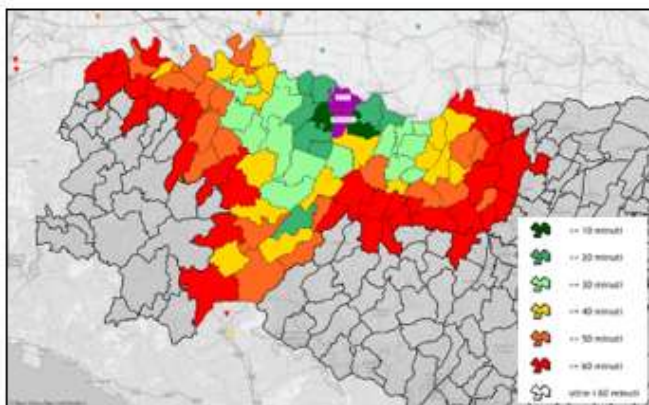 <= 10 minuti
<= 20 minuti
<= 30 minuti
<= 40 minuti
<= 50 minuti
<= 60 minuti
oltre i 60 minuti